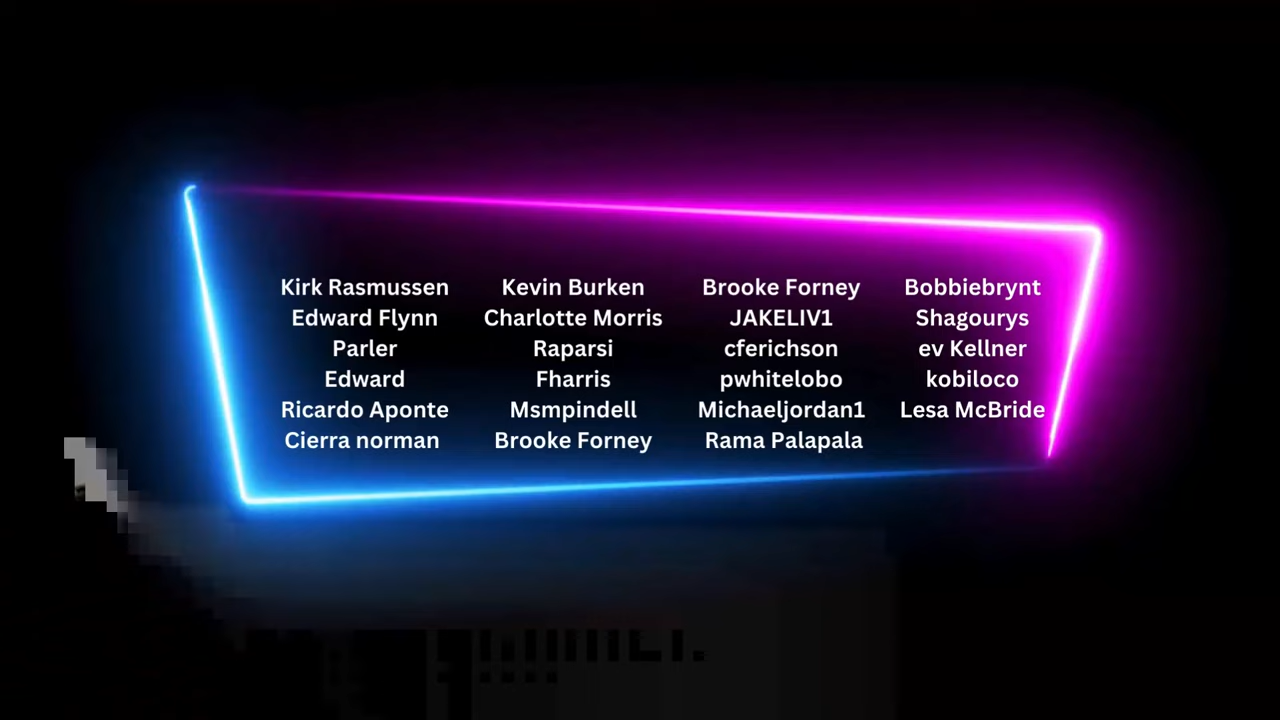 Kirk Rasmussen
Edward Flynn
Parler
Edward
Ricardo Aponte
Cierra norman
Kevin Burken
Charlotte Morris
Raparsi
Fharris
Msmpindell
Brooke Forney
Brooke Forney
JAKELIV1
cferichson
pwhitelobo
Michaeljordan1
Rama Palapala
Bobbiebrynt
Shagourys
ev Kellner
kobiloco
Lesa McBride